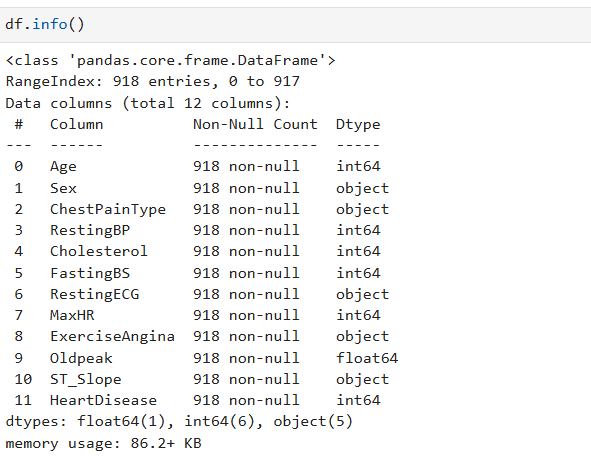 df.info()
<class 'pandas.core.frame.DataFrame'>
RangeIndex: 918 entries, 0 to 917
Data columns (total 12 columns):
 #   Column          Non-Null Count  Dtype
---  ------          --------------  -----
 0   Age             918 non-null    int64
 1   Sex             918 non-null    object
 2   ChestPainType   918 non-null    object
 3   RestingBP       918 non-null    int64
 4   Cholesterol     918 non-null    int64
 5   FastingBS       918 non-null    int64
 6   RestingECG      918 non-null    object
 7   MaxHR           918 non-null    int64
 8   ExerciseAngina  918 non-null    object
 9   Oldpeak         918 non-null    float64
 10  ST_Slope        918 non-null    object
 11  HeartDisease    918 non-null    int64
dtypes: float64(1), int64(6), object(5)
memory usage: 86.2+ KB